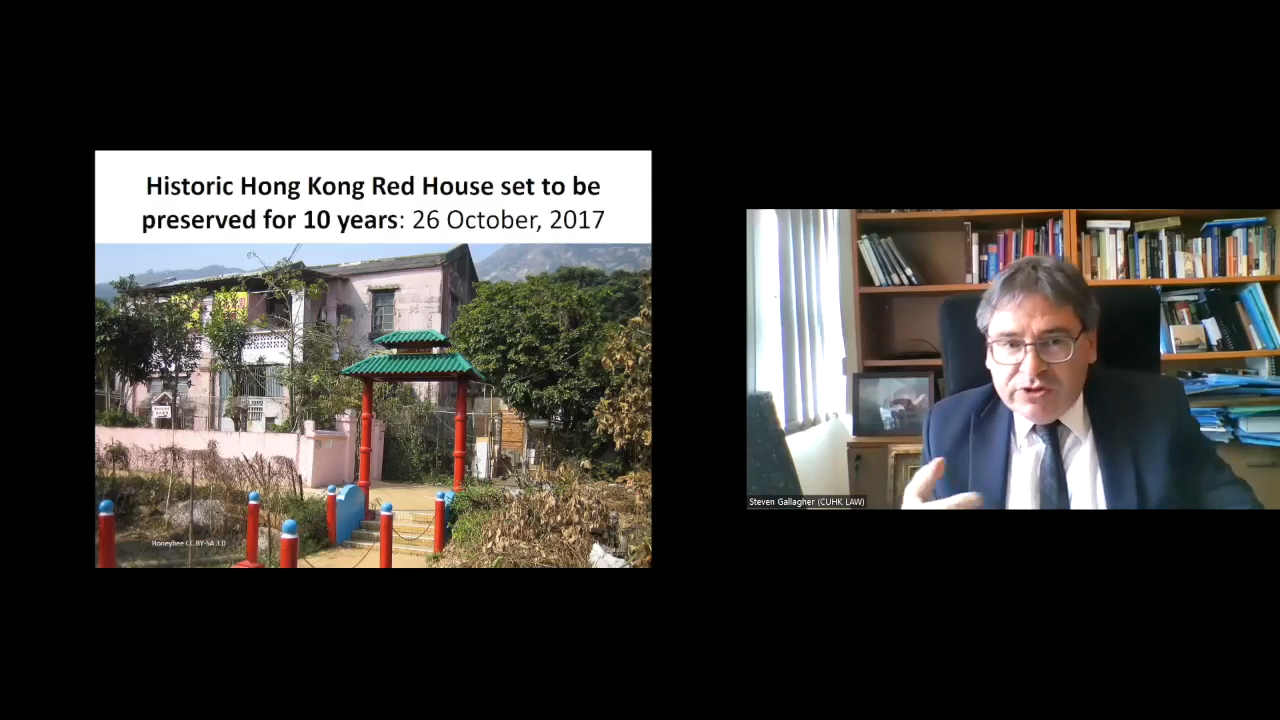 Historic Hong Kong Red House set to be
preserved for 10 years: 26 October, 2017
Honeybee CC BY-SA 3.0
Steven Gallagher (CUHK LAW)